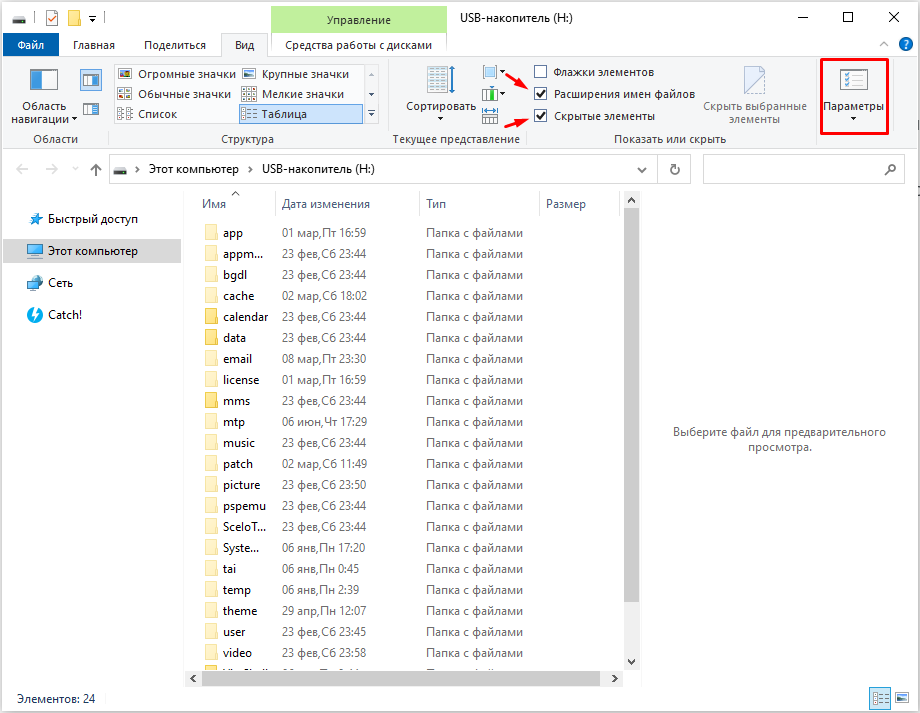 Управление
USB-накопитель (H:)
Файл
Главная
Поделиться
Вид
Средства работы с дисками
Область навигации
Огромные значки
Крупные значки
Обычные значки
Мелкие значки
Список
Таблица
Сортировать
Флажки элементов
Расширения имен файлов
Скрытые элементы
Скрыть выбранные элементы
Параметры
Области
Структура
Текущее представление
Показать или скрыть
Этот компьютер > USB-накопитель (H:)
Быстрый доступ
Этот компьютер
Сеть
Catch!
Имя Дата изменения Тип Размер
app 01 мар,Пт 16:59 Папка с файлами
appm... 23 фев,Сб 23:44 Папка с файлами
bgdl 23 фев,Сб 23:44 Папка с файлами
cache 02 мар,Сб 18:02 Папка с файлами
calendar 23 фев,Сб 23:44 Папка с файлами
data 23 фев,Сб 23:44 Папка с файлами
email 08 мар,Пт 23:30 Папка с файлами
license 01 мар,Пт 16:59 Папка с файлами
mms 23 фев,Сб 23:44 Папка с файлами
mtp 06 июн,Чт 17:29 Папка с файлами
music 23 фев,Сб 23:44 Папка с файлами
patch 02 мар,Сб 11:49 Папка с файлами
picture 23 фев,Сб 23:50 Папка с файлами
pspemu 23 фев,Сб 23:44 Папка с файлами
SceIoT... 23 фев,Сб 23:44 Папка с файлами
Syste... 06 янв,Пн 17:20 Папка с файлами
tai 06 янв,Пн 0:45 Папка с файлами
temp 06 янв,Пн 2:39 Папка с файлами
theme 29 апр,Пн 12:07 Папка с файлами
user 23 фев,Сб 23:45 Папка с файлами
video 23 фев,Сб 23:58 Папка с файлами
Выберите файл для предварительного
просмотра.
Элементов: 24